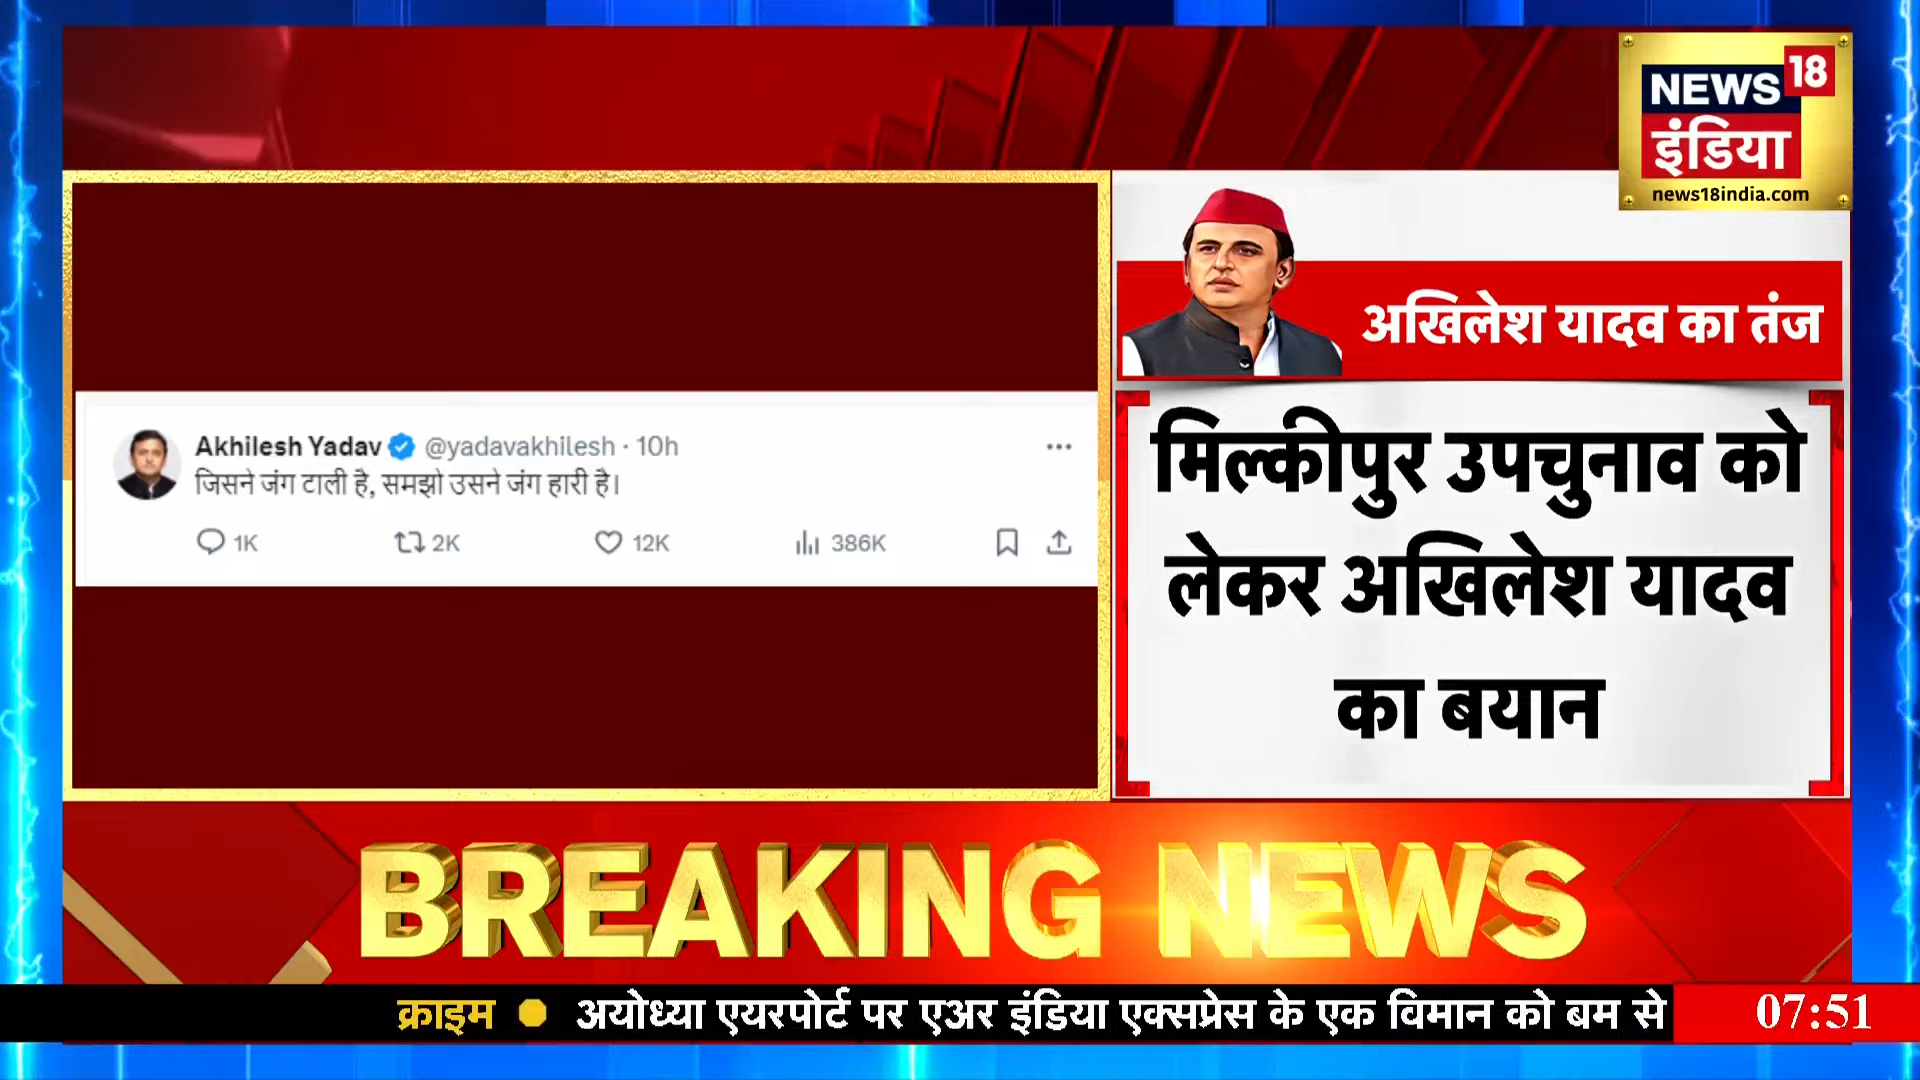 NEWS 18
इंडिया
news18india.com
अखिलेश यादव का तंज
Akhilesh Yadav @yadavakhilesh · 10h
जिसने जंग टाली है, समझो उसने जंग हारी है।
1K 2K 12K 386K
मिल्कीपुर उपचुनाव को
लेकर अखिलेश यादव
का बयान
BREAKING NEWS
क्राइम अयोध्या एयरपोर्ट पर एअर इंडिया एक्सप्रेस के एक विमान को बम से 07:51